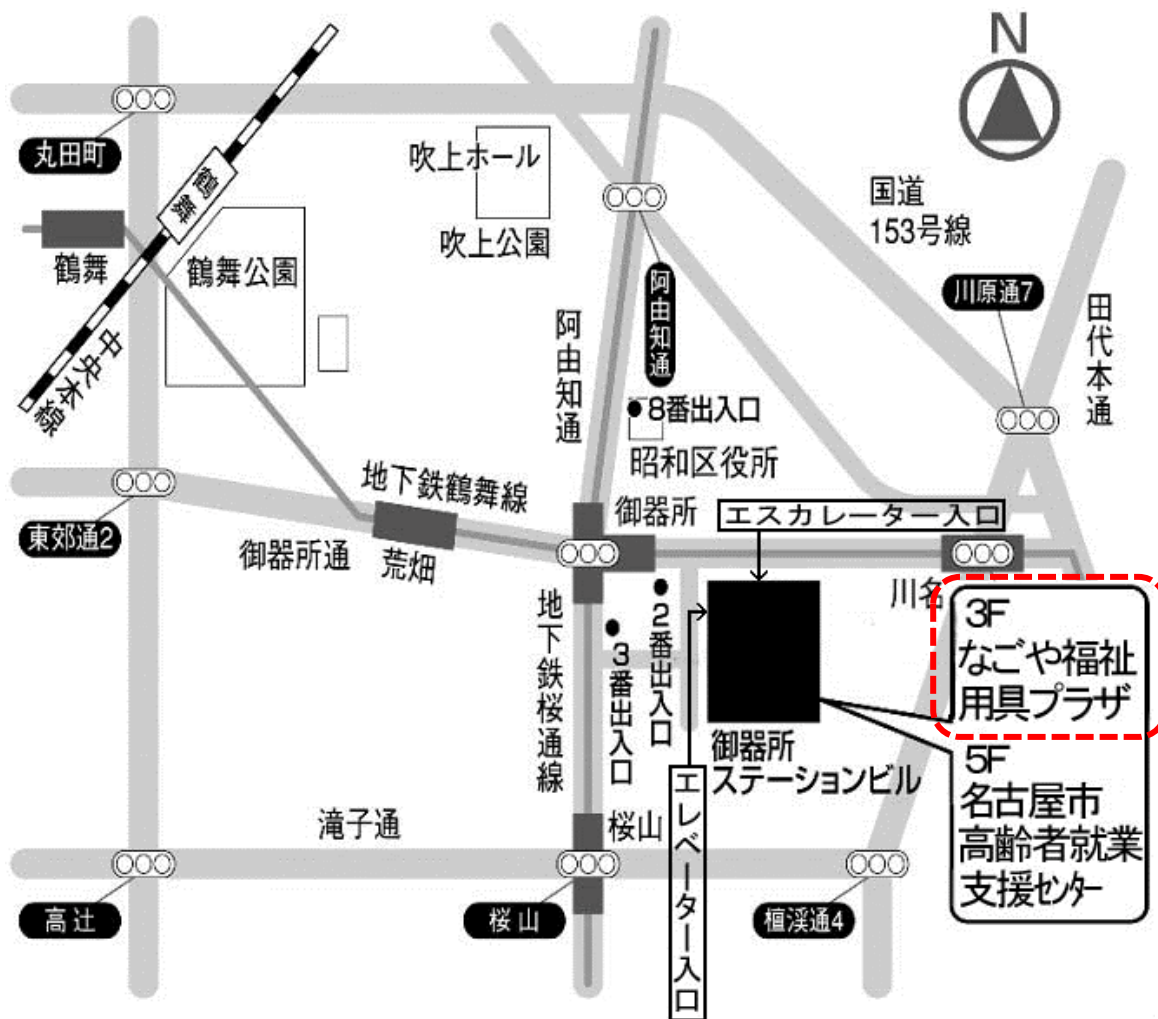 N
丸田町
鶴舞
鶴舞
中央本線
鶴舞公園
吹上ホール
吹上公園
国道
153号線
阿由知通
阿由知通
川原通7
田代本通
8番出入口
昭和区役所
地下鉄鶴舞線
御器所
エスカレーター入口
東郊通2
御器所通
荒畑
川名
地下鉄桜通線
3番出入口
2番出入口
御器所
ステーションビル
エレベーター入口
3F
なごや福祉
用具プラザ
5F
名古屋市
高齢者就業
支援センター
滝子通
桜山
高辻
桜山
檀渓通4